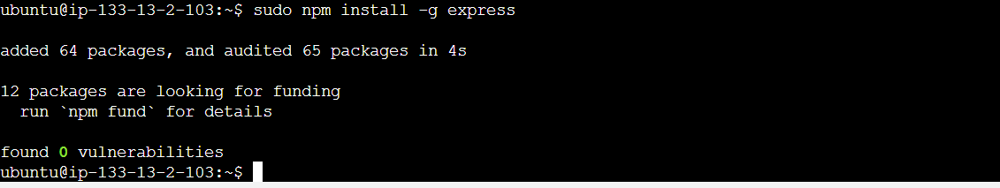 ubuntu@ip-133-13-2-103:~$ sudo npm install -g express
added 64 packages, and audited 65 packages in 4s
12 packages are looking for funding
  run `npm fund` for details
found 0 vulnerabilities
ubuntu@ip-133-13-2-103:~$